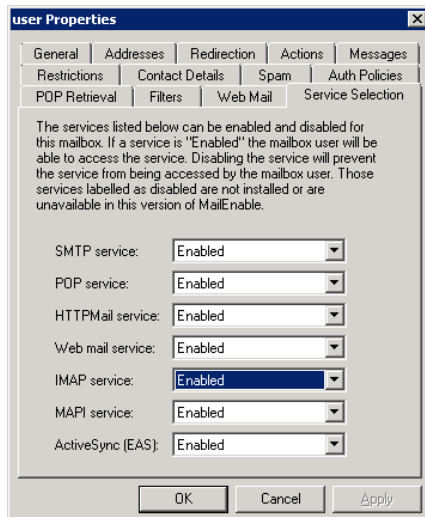 user Properties
General Addresses Redirection Actions Messages
Restrictions Contact Details Spam Auth Policies
POP Retrieval Filters Web Mail Service Selection
The services listed below can be enabled and disabled for
this mailbox. If a service is "Enabled" the mailbox user will be
able to access the service. Disabling the service will prevent
the service from being accessed by the mailbox user. Those
services labelled as disabled are not installed or are
unavailable in this version of MailEnable.
SMTP service: Enabled
POP service: Enabled
HTTPMail service: Enabled
Web mail service: Enabled
IMAP service: Enabled
MAPI service: Enabled
ActiveSync (EAS): Enabled
OK Cancel Apply